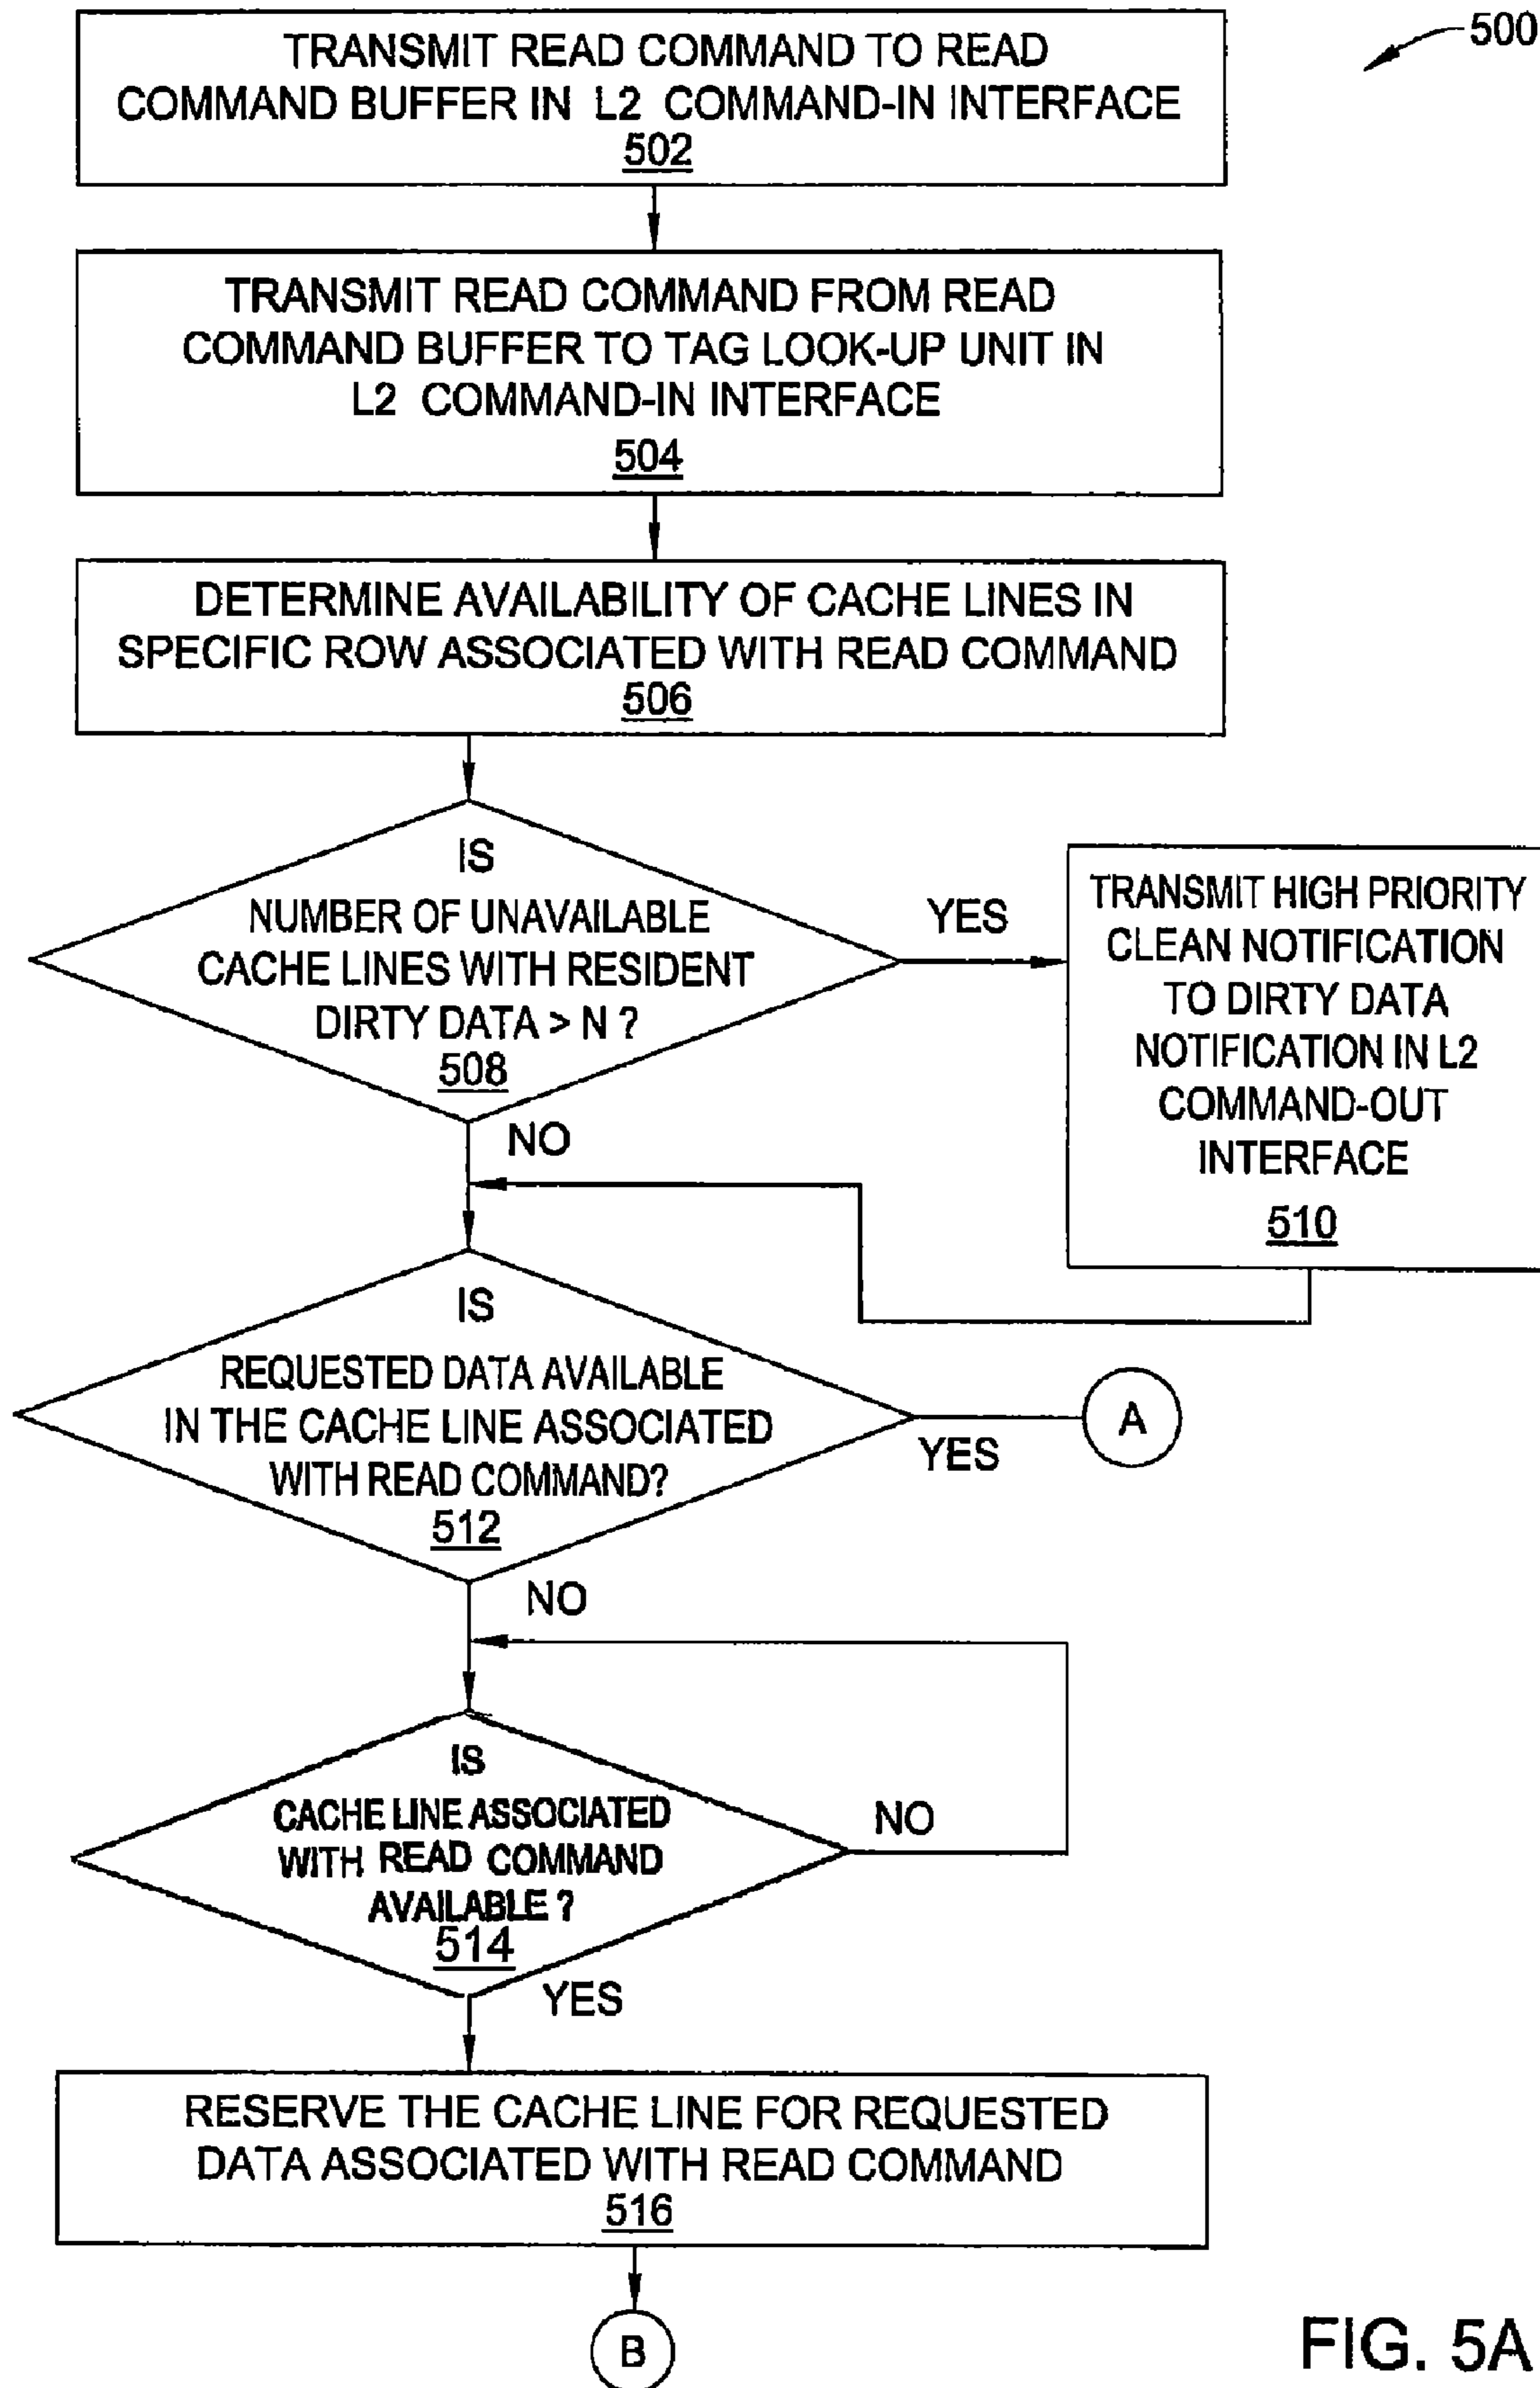 500
TRANSMIT READ COMMAND TO READ
COMMAND BUFFER IN L2 COMMAND-IN INTERFACE
502
TRANSMIT READ COMMAND FROM READ
COMMAND BUFFER TO TAG LOOK-UP UNIT IN
L2 COMMAND-IN INTERFACE
504
DETERMINE AVAILABILITY OF CACHE LINES IN
SPECIFIC ROW ASSOCIATED WITH READ COMMAND
506
IS
NUMBER OF UNAVAILABLE
CACHE LINES WITH RESIDENT
DIRTY DATA > N ?
508
YES
TRANSMIT HIGH PRIORITY
CLEAN NOTIFICATION
TO DIRTY DATA
NOTIFICATION IN L2
COMMAND-OUT
INTERFACE
510
NO
IS
REQUESTED DATA AVAILABLE
IN THE CACHE LINE ASSOCIATED
WITH READ COMMAND?
512
YES
A
NO
IS
CACHE LINE ASSOCIATED
WITH READ COMMAND
AVAILABLE ?
514
NO
YES
RESERVE THE CACHE LINE FOR REQUESTED
DATA ASSOCIATED WITH READ COMMAND
516
B
FIG. 5A